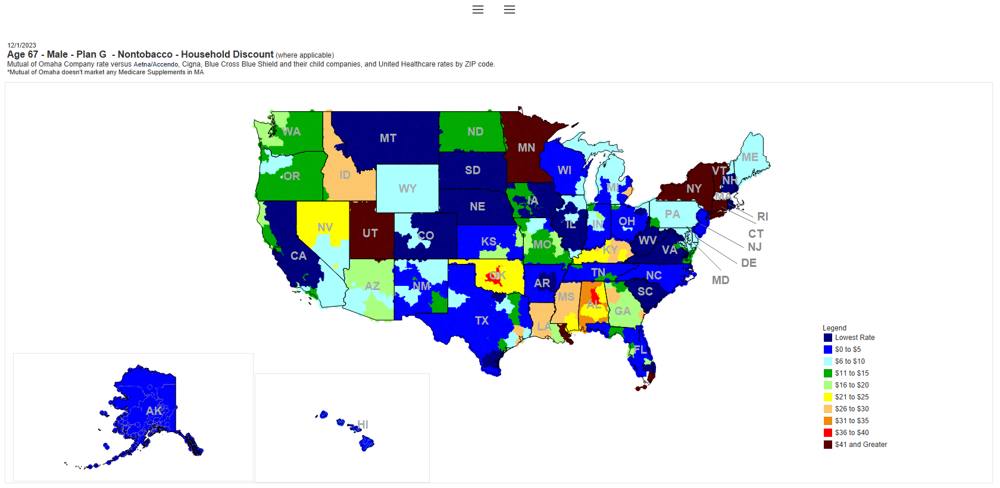 12/1/2023
Age 67 - Male - Plan G - Nontobacco - Household Discount (where applicable)
Mutual of Omaha Company rate versus Aetna/Accendo, Cigna, Blue Cross Blue Shield and their child companies, and United Healthcare rates by ZIP code.
*Mutual of Omaha doesn't market any Medicare Supplements in MA
WA
MT
ND
MN
ME
OR
ID
SD
WI
VT
NH
WY
MI
NY
MA
NV
UT
NE
IA
PA
RI
CO
KS
IL
IN
OH
CT
CA
MO
KY
WV
VA
NJ
DE
AZ
NM
OK
AR
TN
NC
MD
TX
LA
MS
AL
GA
SC
FL
AK
HI
Legend
Lowest Rate
$0 to $5
$6 to $10
$11 to $15
$16 to $20
$21 to $25
$26 to $30
$31 to $35
$36 to $40
$41 and Greater